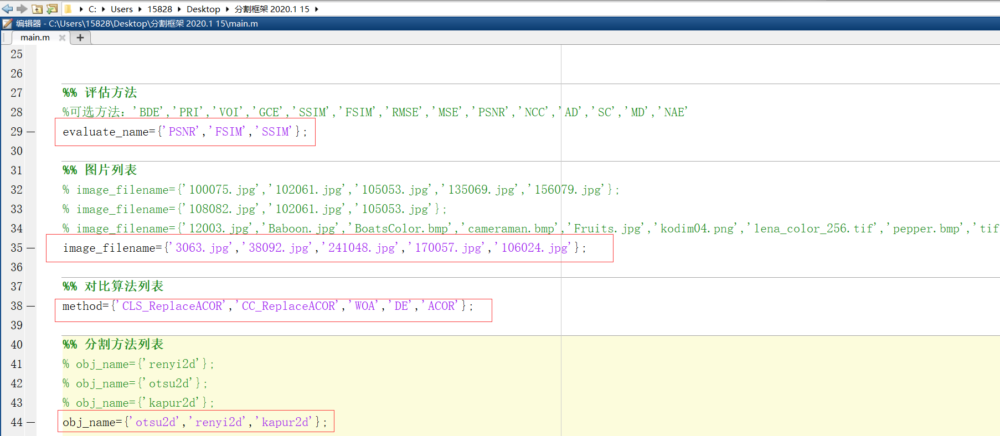 C: Users 15828 Desktop 分割框架 2020.1 15
编辑器 - C:\Users\15828\Desktop\分割框架 2020.1 15\main.m
main.m
25
26
27 %% 评估方法
28 %可选方法：'BDE','PRI','VOI','GCE','SSIM','FSIM','RMSE','MSE','PSNR','NCC','AD','SC','MD','NAE'
29 evaluate_name={'PSNR','FSIM','SSIM'};
30
31 %% 图片列表
32 % image_filename={'100075.jpg','102061.jpg','105053.jpg','135069.jpg','156079.jpg'};
33 % image_filename={'108082.jpg','102061.jpg','105053.jpg'};
34 % image_filename={'12003.jpg','Baboon.jpg','BoatsColor.bmp','cameraman.bmp','Fruits.jpg','kodim04.png','lena_color_256.tif','pepper.bmp','tif
35 image_filename={'3063.jpg','38092.jpg','241048.jpg','170057.jpg','106024.jpg'};
36
37 %% 对比算法列表
38 method={'CLS_ReplaceACOR','CC_ReplaceACOR','WOA','DE','ACOR'};
39
40 %% 分割方法列表
41 % obj_name={'renyi2d'};
42 % obj_name={'otsu2d'};
43 % obj_name={'kapur2d'};
44 obj_name={'otsu2d','renyi2d','kapur2d'};